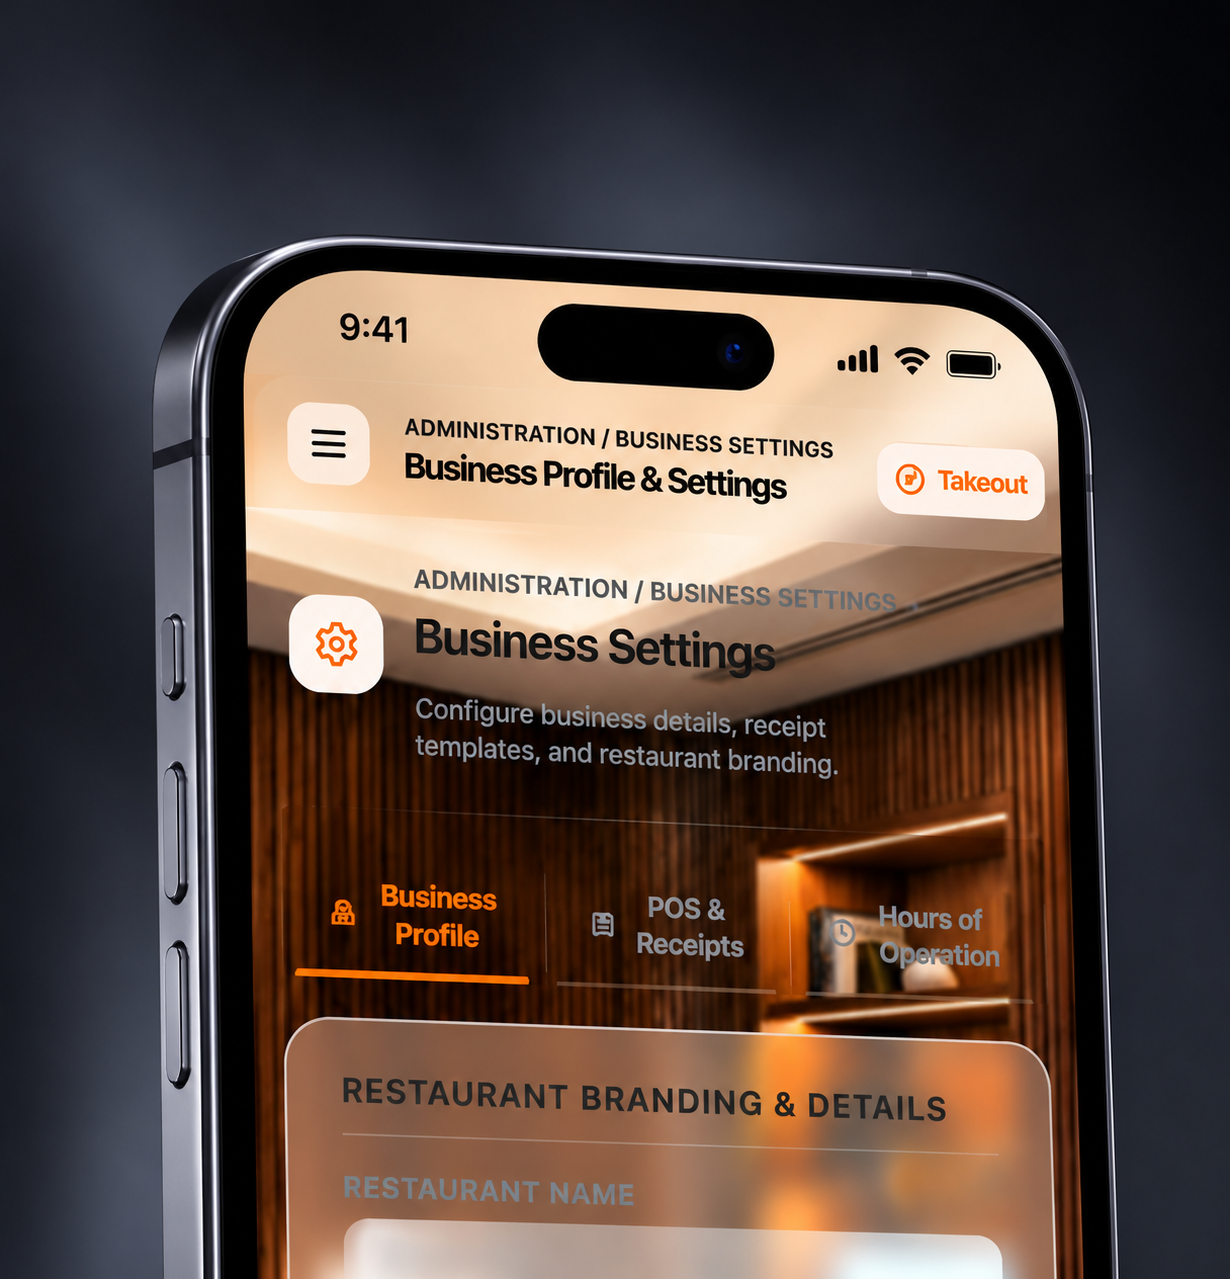 9:41
ADMINISTRATION / BUSINESS SETTINGS
Business Profile & Settings
Takeout
ADMINISTRATION / BUSINESS SETTINGS
Business Settings
Configure business details, receipt
templates, and restaurant branding.
Business
Profile
POS &
Receipts
Hours of
Operation
RESTAURANT BRANDING & DETAILS
RESTAURANT NAME